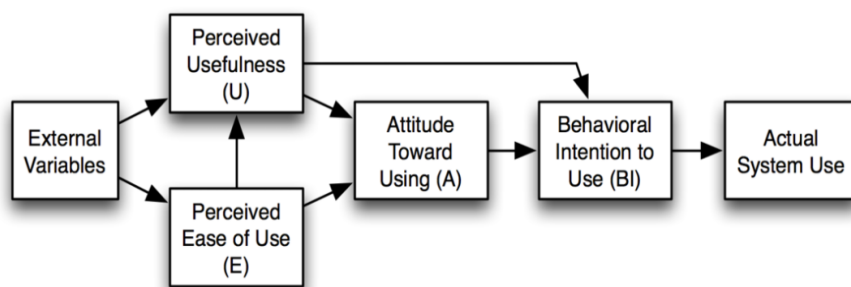 External
Variables
Perceived
Usefulness
(U)
Perceived
Ease of Use
(E)
Attitude
Toward
Using (A)
Behavioral
Intention to
Use (BI)
Actual
System Use